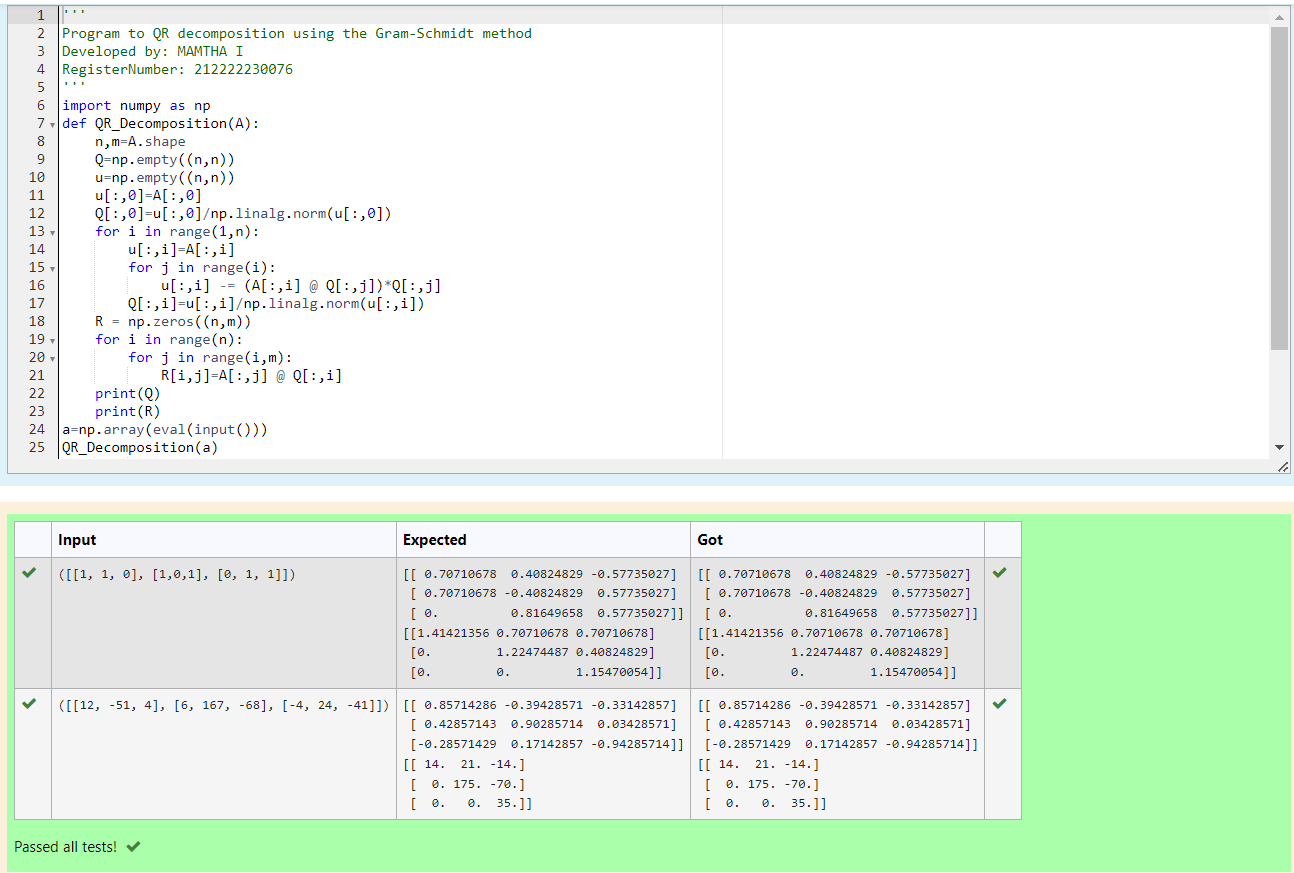 1 '''
2 Program to QR decomposition using the Gram-Schmidt method
3 Developed by: MAMTHA I
4 RegisterNumber: 212222230076
5 '''
6 import numpy as np
7 def QR_Decomposition(A):
8     n,m=A.shape
9     Q=np.empty((n,n))
10     u=np.empty((n,n))
11     u[:,0]=A[:,0]
12     Q[:,0]=u[:,0]/np.linalg.norm(u[:,0])
13     for i in range(1,n):
14         u[:,i]=A[:,i]
15         for j in range(i):
16             u[:,i] -= (A[:,i] @ Q[:,j])*Q[:,j]
17         Q[:,i]=u[:,i]/np.linalg.norm(u[:,i])
18     R = np.zeros((n,m))
19     for i in range(n):
20         for j in range(i,m):
21             R[i,j]=A[:,j] @ Q[:,i]
22     print(Q)
23     print(R)
24 a=np.array(eval(input()))
25 QR_Decomposition(a)
Input Expected Got
([[1, 1, 0], [1,0,1], [0, 1, 1]]) [[ 0.70710678  0.40824829 -0.57735027] [[ 0.70710678  0.40824829 -0.57735027]
[ 0.70710678 -0.40824829  0.57735027] [ 0.70710678 -0.40824829  0.57735027]
[ 0.          0.81649658  0.57735027]] [ 0.          0.81649658  0.57735027]]
[[1.41421356 0.70710678 0.70710678] [[1.41421356 0.70710678 0.70710678]
[0.         1.22474487 0.40824829] [0.         1.22474487 0.40824829]
[0.         0.         1.15470054]] [0.         0.         1.15470054]]
([[12, -51, 4], [6, 167, -68], [-4, 24, -41]]) [[ 0.85714286 -0.39428571 -0.33142857] [[ 0.85714286 -0.39428571 -0.33142857]
[ 0.42857143  0.90285714  0.03428571] [ 0.42857143  0.90285714  0.03428571]
[-0.28571429  0.17142857 -0.94285714]] [-0.28571429  0.17142857 -0.94285714]]
[[ 14.  21. -14.] [[ 14.  21. -14.]
[  0. 175. -70.] [  0. 175. -70.]
[  0.   0.  35.]] [  0.   0.  35.]]
Passed all tests!